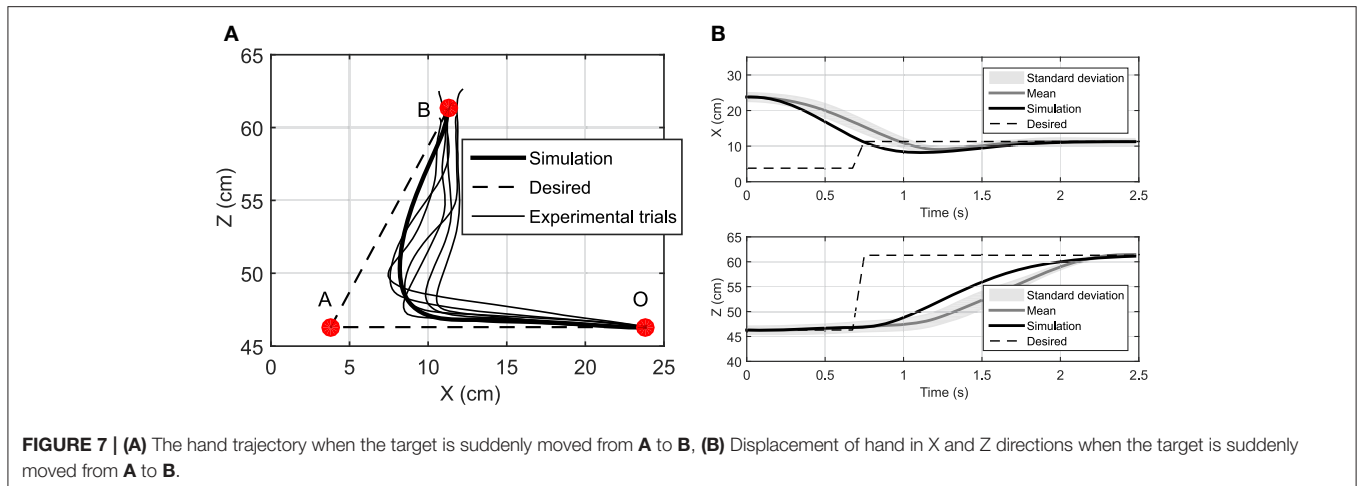 A
65
60
55
50
45
0
5
10
15
20
25
Z (cm)
X (cm)
B
A
O
Simulation
Desired
Experimental trials
B
30
20
10
0
X (cm)
0
0.5
1
1.5
2
2.5
Time (s)
Standard deviation
Mean
Simulation
Desired
65
60
55
50
45
40
Z (cm)
0
0.5
1
1.5
2
2.5
Time (s)
Standard deviation
Mean
Simulation
Desired
FIGURE 7 | (A) The hand trajectory when the target is suddenly moved from A to B, (B) Displacement of hand in X and Z directions when the target is suddenly
moved from A to B.